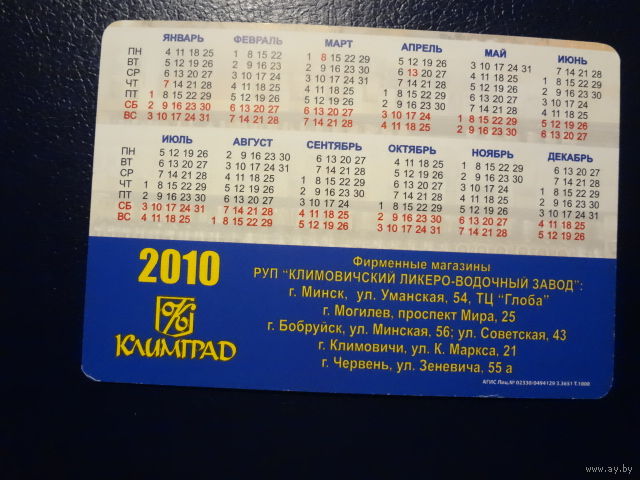 ЯНВАРЬ ФЕВРАЛЬ МАРТ АПРЕЛЬ МАЙ ИЮНЬ
ПН 4 11 18 25 1 8 15 22 1 8 15 22 29 5 12 19 26 3 10 17 24 31 7 14 21 28
ВТ 5 12 19 26 2 9 16 23 2 9 16 23 30 6 13 20 27 4 11 18 25 1 8 15 22 29
СР 6 13 20 27 3 10 17 24 3 10 17 24 31 7 14 21 28 5 12 19 26 2 9 16 23 30
ЧТ 7 14 21 28 4 11 18 25 4 11 18 25 1 8 15 22 29 6 13 20 27 3 10 17 24
ПТ 1 8 15 22 29 5 12 19 26 5 12 19 26 2 9 16 23 30 7 14 21 28 4 11 18 25
СБ 2 9 16 23 30 6 13 20 27 6 13 20 27 3 10 17 24 1 8 15 22 29 5 12 19 26
ВС 3 10 17 24 31 7 14 21 28 7 14 21 28 4 11 18 25 2 9 16 23 30 6 13 20 27
ИЮЛЬ АВГУСТ СЕНТЯБРЬ ОКТЯБРЬ НОЯБРЬ ДЕКАБРЬ
ПН 5 12 19 26 2 9 16 23 30 6 13 20 27 4 11 18 25 1 8 15 22 29 6 13 20 27
ВТ 6 13 20 27 3 10 17 24 31 7 14 21 28 5 12 19 26 2 9 16 23 30 7 14 21 28
СР 7 14 21 28 4 11 18 25 1 8 15 22 29 6 13 20 27 3 10 17 24 1 8 15 22 29
ЧТ 1 8 15 22 29 5 12 19 26 2 9 16 23 30 7 14 21 28 4 11 18 25 2 9 16 23 30
ПТ 2 9 16 23 30 6 13 20 27 3 10 17 24 1 8 15 22 29 5 12 19 26 3 10 17 24 31
СБ 3 10 17 24 31 7 14 21 28 4 11 18 25 2 9 16 23 30 6 13 20 27 4 11 18 25
ВС 4 11 18 25 1 8 15 22 29 5 12 19 26 3 10 17 24 31 7 14 21 28 5 12 19 26
2010
КЛИМГРАД
Фирменные магазины
РУП “КЛИМОВИЧСКИЙ ЛИКЕРО-ВОДОЧНЫЙ ЗАВОД”:
г. Минск, ул. Уманская, 54, ТЦ “Глоба”
г. Могилев, проспект Мира, 25
г. Бобруйск, ул. Минская, 56; ул. Советская, 43
г. Климовичи, ул. К. Маркса, 21
г. Червень, ул. Зеневича, 55 а
АГИС Лиц.№ 02330-0494129 З.3651 Т.1000
www.ay.by